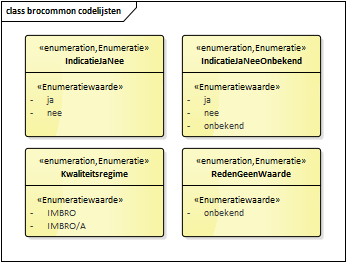 class brocommon codelijsten
«enumeration,Enumeratie»
IndicatieJaNee
«Enumeratiewaarde»
- ja
- nee
«enumeration,Enumeratie»
IndicatieJaNeeOnbekend
«Enumeratiewaarde»
- ja
- nee
- onbekend
«enumeration,Enumeratie»
Kwaliteitsregime
«Enumeratiewaarde»
- IMBRO
- IMBRO/A
«enumeration,Enumeratie»
RedenGeenWaarde
«Enumeratiewaarde»
- onbekend